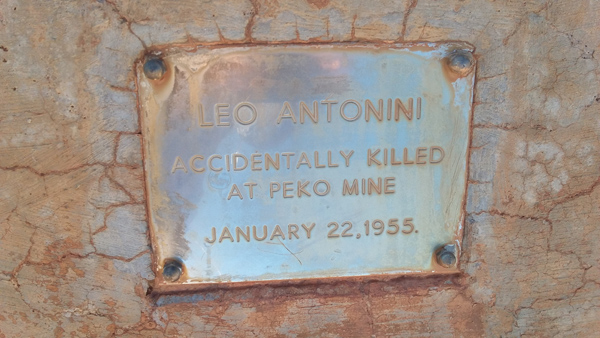 LEO ANTONINI
ACCIDENTALLY KILLED
AT PEKO MINE
JANUARY 22,1955.